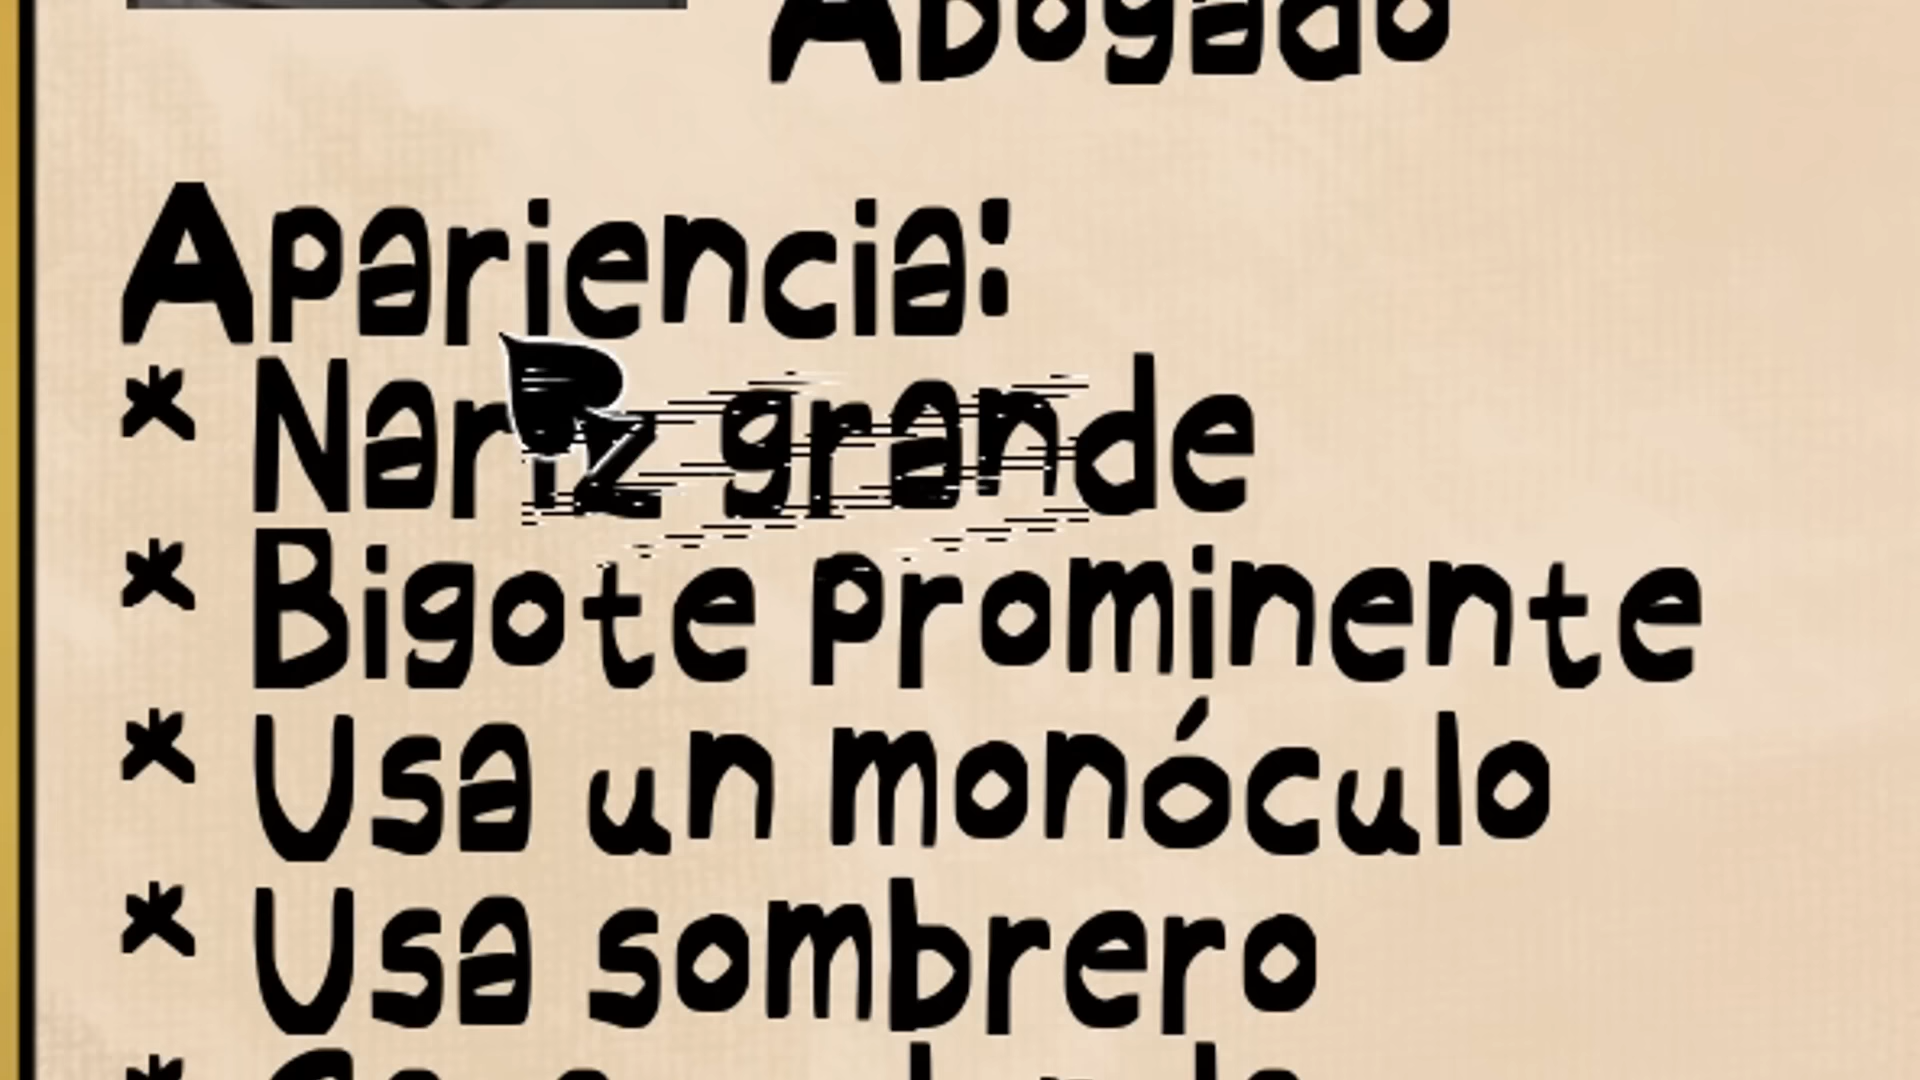 Abogado
Apariencia:
* Nariz grande
* Bigote prominente
* Usa un monóculo
* Usa sombrero